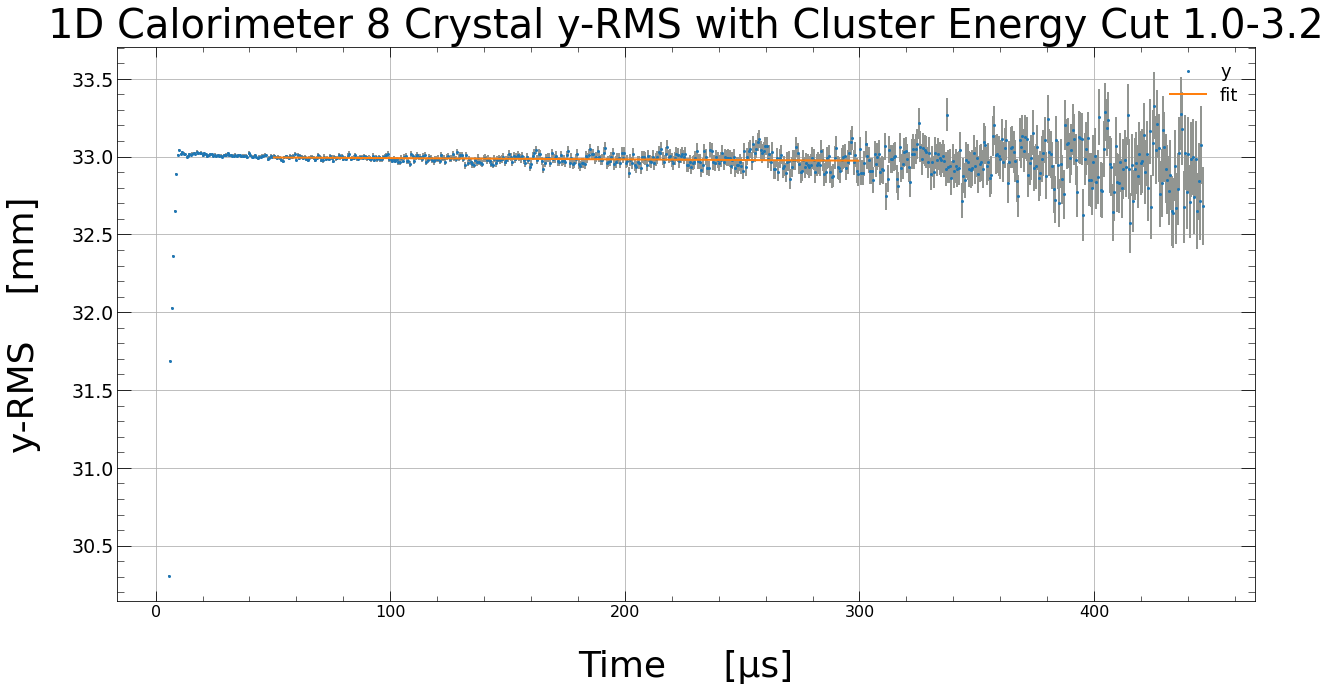 1D Calorimeter 8 Crystal y-RMS with Cluster Energy Cut 1.0-3.2
y
fit
33.5
33.0
32.5
32.0
31.5
31.0
30.5
y-RMS [mm]
0 100 200 300 400
Time [μs]